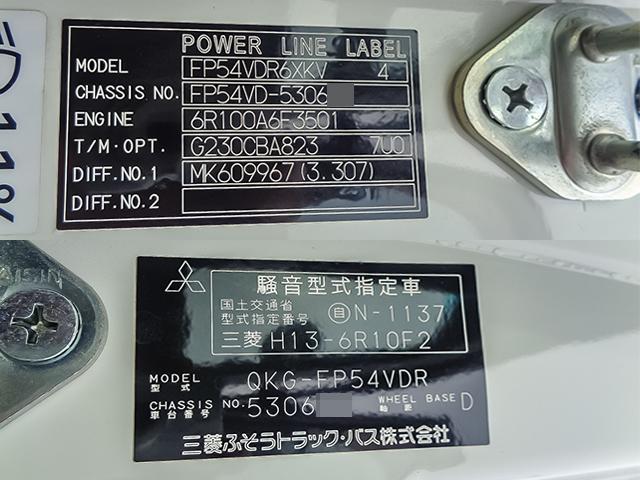 POWER LINE LABEL
MODEL FP54VDR6XKV 4
CHASSIS NO. FP54VD-5306
ENGINE 6R100A6F3501
T/M.OPT. G230CBA823 7U0
DIFF.NO.1 MK609967(3.307)
DIFF.NO.2
11%
騒音型式指定車
国土交通省
型式指定番号 自N-1137
三菱 H13-6R10F2
MODEL 型式 QKG-FP54VDR
CHASSIS NO. 車台番号 5306 WHEEL BASE 軸距 D
三菱ふそうトラック・バス株式会社